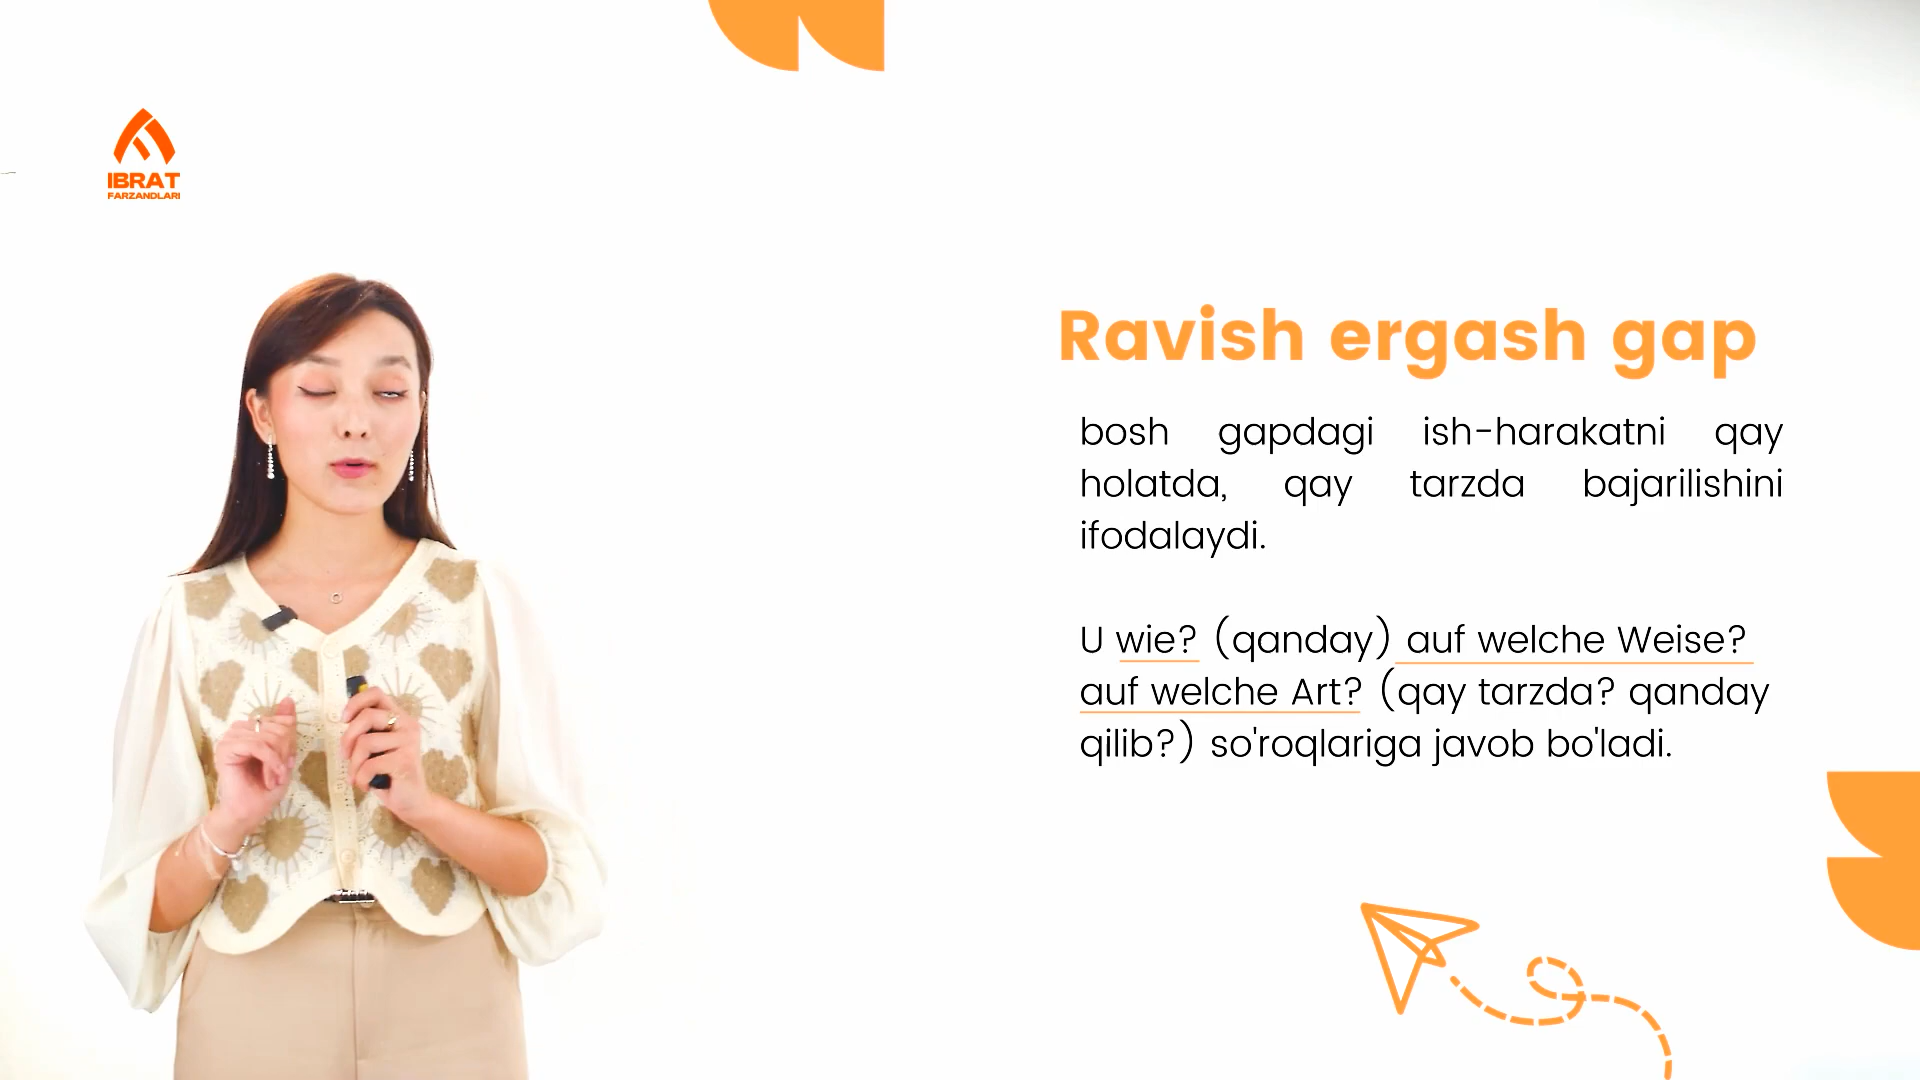 IBRAT
FARZANDLARI
Ravish ergash gap
bosh gapdagi ish-harakatni qay
holatda, qay tarzda bajarilishini
ifodalaydi.
U wie? (qanday) auf welche Weise?
auf welche Art? (qay tarzda? qanday
qilib?) so'roqlariga javob bo'ladi.